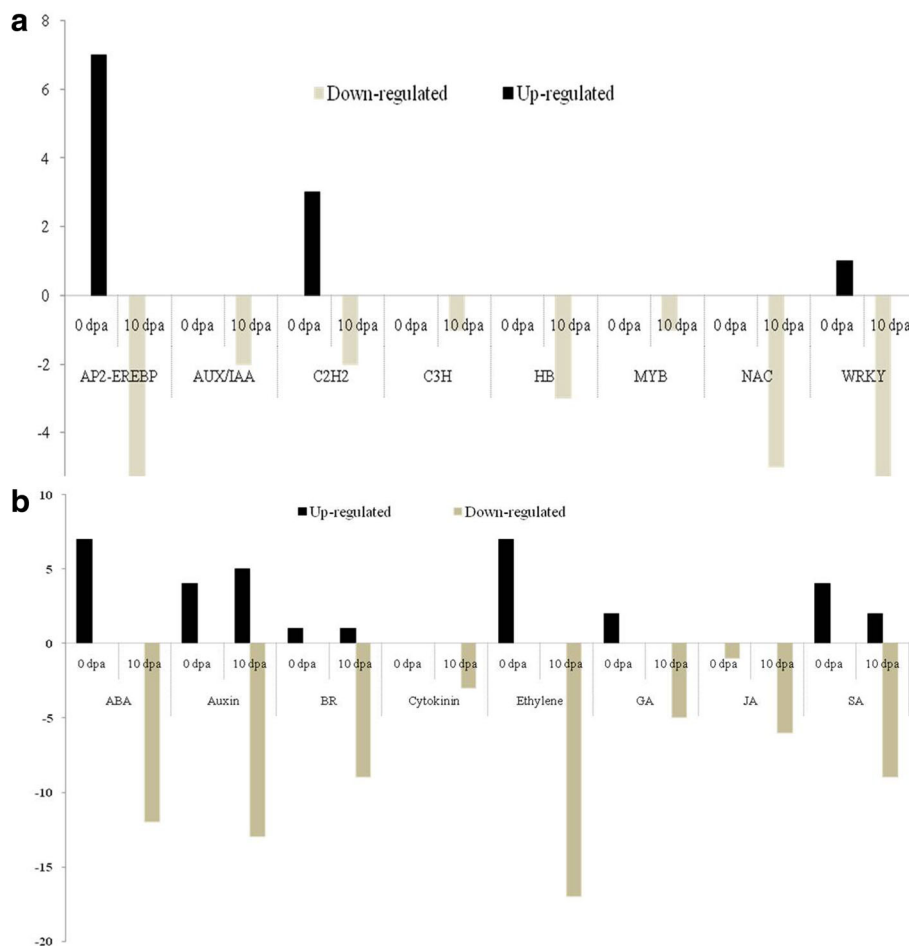 a
8
6
4
2
0
-2
-4
Down-regulated Up-regulated
0 dpa 10 dpa 0 dpa 10 dpa 0 dpa 10 dpa 0 dpa 10 dpa 0 dpa 10 dpa 0 dpa 10 dpa 0 dpa 10 dpa 0 dpa 10 dpa
AP2-EREBP AUX/IAA C2H2 C3H HB MYB NAC WRKY
b
10
5
0
-5
-10
-15
-20
Up-regulated Down-regulated
0 dpa 10 dpa 0 dpa 10 dpa 0 dpa 10 dpa 0 dpa 10 dpa 0 dpa 10 dpa 0 dpa 10 dpa 0 dpa 10 dpa 0 dpa 10 dpa
ABA Auxin BR Cytokinin Ethylene GA JA SA